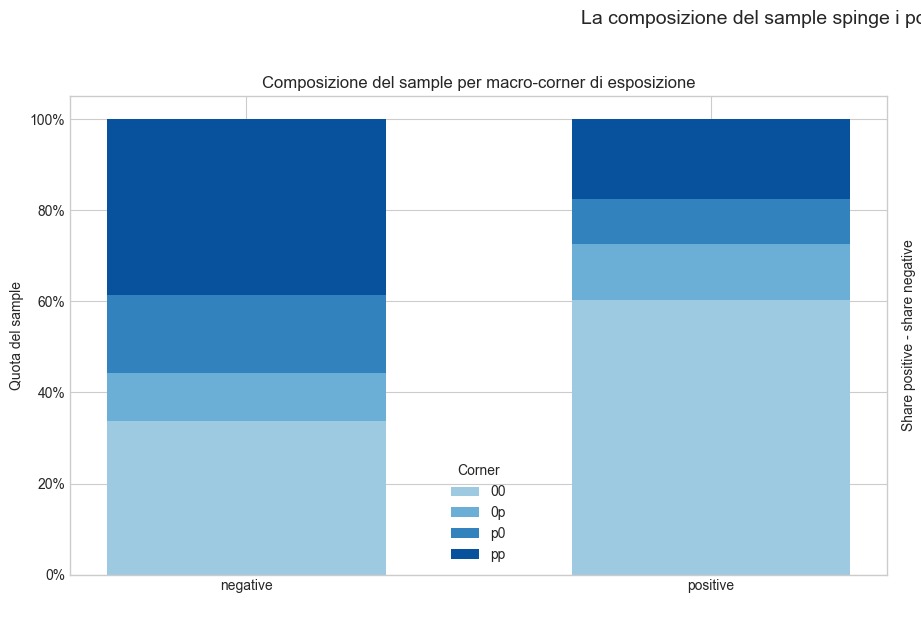 La composizione del sample spinge i
Composizione del sample per macro-corner di esposizione
Quota del sample
100%
80%
60%
40%
20%
0%
negative
positive
Corner
00
0p
p0
pp
Share positive - share negative